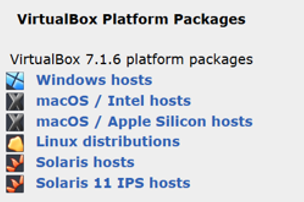 VirtualBox Platform Packages
VirtualBox 7.1.6 platform packages
Windows hosts
macOS / Intel hosts
macOS / Apple Silicon hosts
Linux distributions
Solaris hosts
Solaris 11 IPS hosts